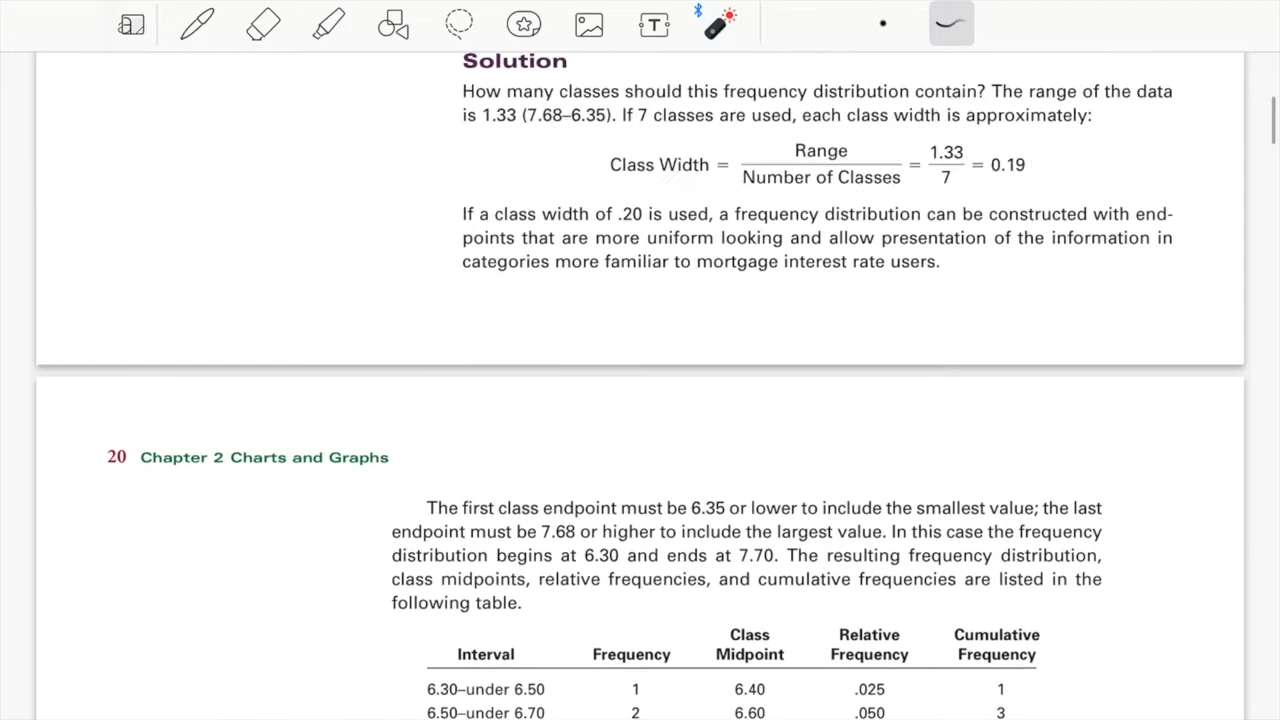 Solution
How many classes should this frequency distribution contain? The range of the data
is 1.33 (7.68–6.35). If 7 classes are used, each class width is approximately:
Class Width = Range / Number of Classes = 1.33 / 7 = 0.19
If a class width of .20 is used, a frequency distribution can be constructed with end-
points that are more uniform looking and allow presentation of the information in
categories more familiar to mortgage interest rate users.
20 Chapter 2 Charts and Graphs
The first class endpoint must be 6.35 or lower to include the smallest value; the last
endpoint must be 7.68 or higher to include the largest value. In this case the frequency
distribution begins at 6.30 and ends at 7.70. The resulting frequency distribution,
class midpoints, relative frequencies, and cumulative frequencies are listed in the
following table.
Interval Frequency Class Midpoint Relative Frequency Cumulative Frequency
6.30–under 6.50 1 6.40 .025 1
6.50–under 6.70 2 6.60 .050 3